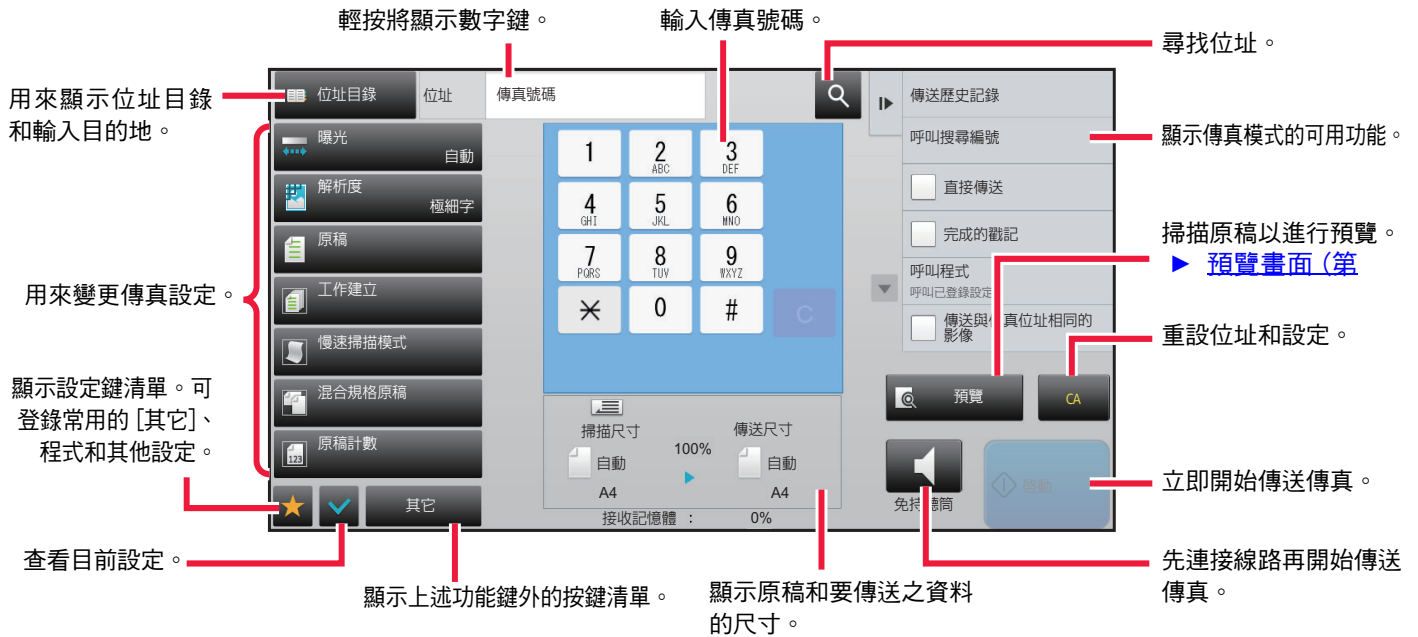 輕按將顯示數字鍵。
輸入傳真號碼。
尋找位址。
用來顯示位址目錄
和輸入目的地。
位址目錄
位址
傳真號碼
傳送歷史記錄
曝光
自動
解析度
極細字
原稿
工作建立
慢速掃描模式
混合規格原稿
原稿計數
其它
用來變更傳真設定。
顯示設定鍵清單。可
登錄常用的 [其它]、
程式和其他設定。
查看目前設定。
1
2
ABC
3
DEF
4
GHI
5
JKL
6
MNO
7
PQRS
8
TUV
9
WXYZ
0
#
C
掃描尺寸
自動
A4
100%
傳送尺寸
自動
A4
接收記憶體 : 0%
呼叫搜尋編號
直接傳送
完成的戳記
呼叫程式
呼叫已登錄設定
傳送與傳真位址相同的
影像
預覽
CA
免持聽筒
啓動
顯示傳真模式的可用功能。
掃描原稿以進行預覽。
► 預覽畫面 (第
重設位址和設定。
立即開始傳送傳真。
先連接線路再開始傳送
傳真。
顯示上述功能鍵外的按鍵清單。
顯示原稿和要傳送之資料
的尺寸。